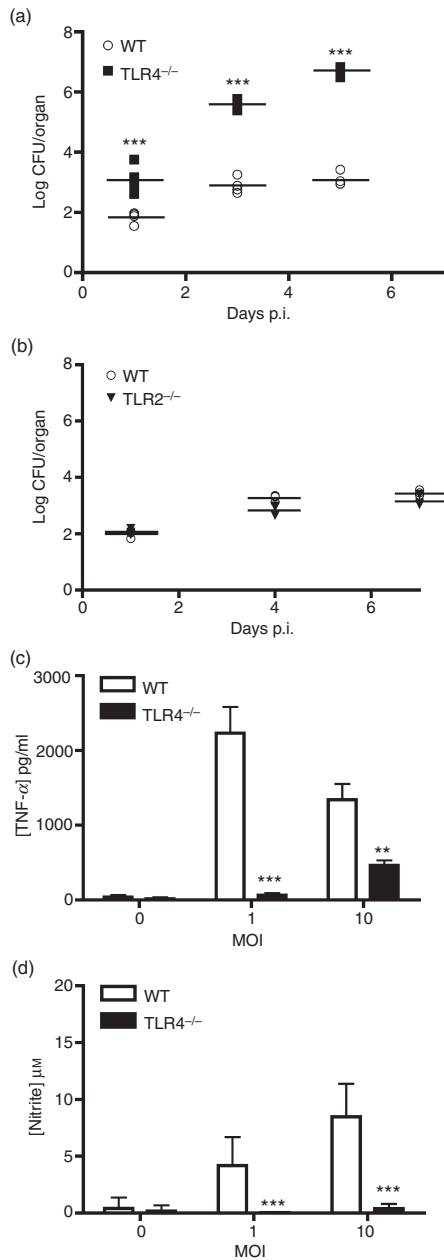 (a)
8
WT
TLR4–/–
***
***
***
6
4
2
0
Log CFU/organ
0 2 4 6
Days p.i.
(b)
8
WT
TLR2–/–
6
4
2
0
Log CFU/organ
0 2 4 6
Days p.i.
(c)
3000
WT
TLR4–/–
2000
1000
0
[TNF-α] pg/ml
***
**
0 1 10
MOI
(d)
20
WT
TLR4–/–
15
10
5
0
[Nitrite] μM
***
***
0 1 10
MOI